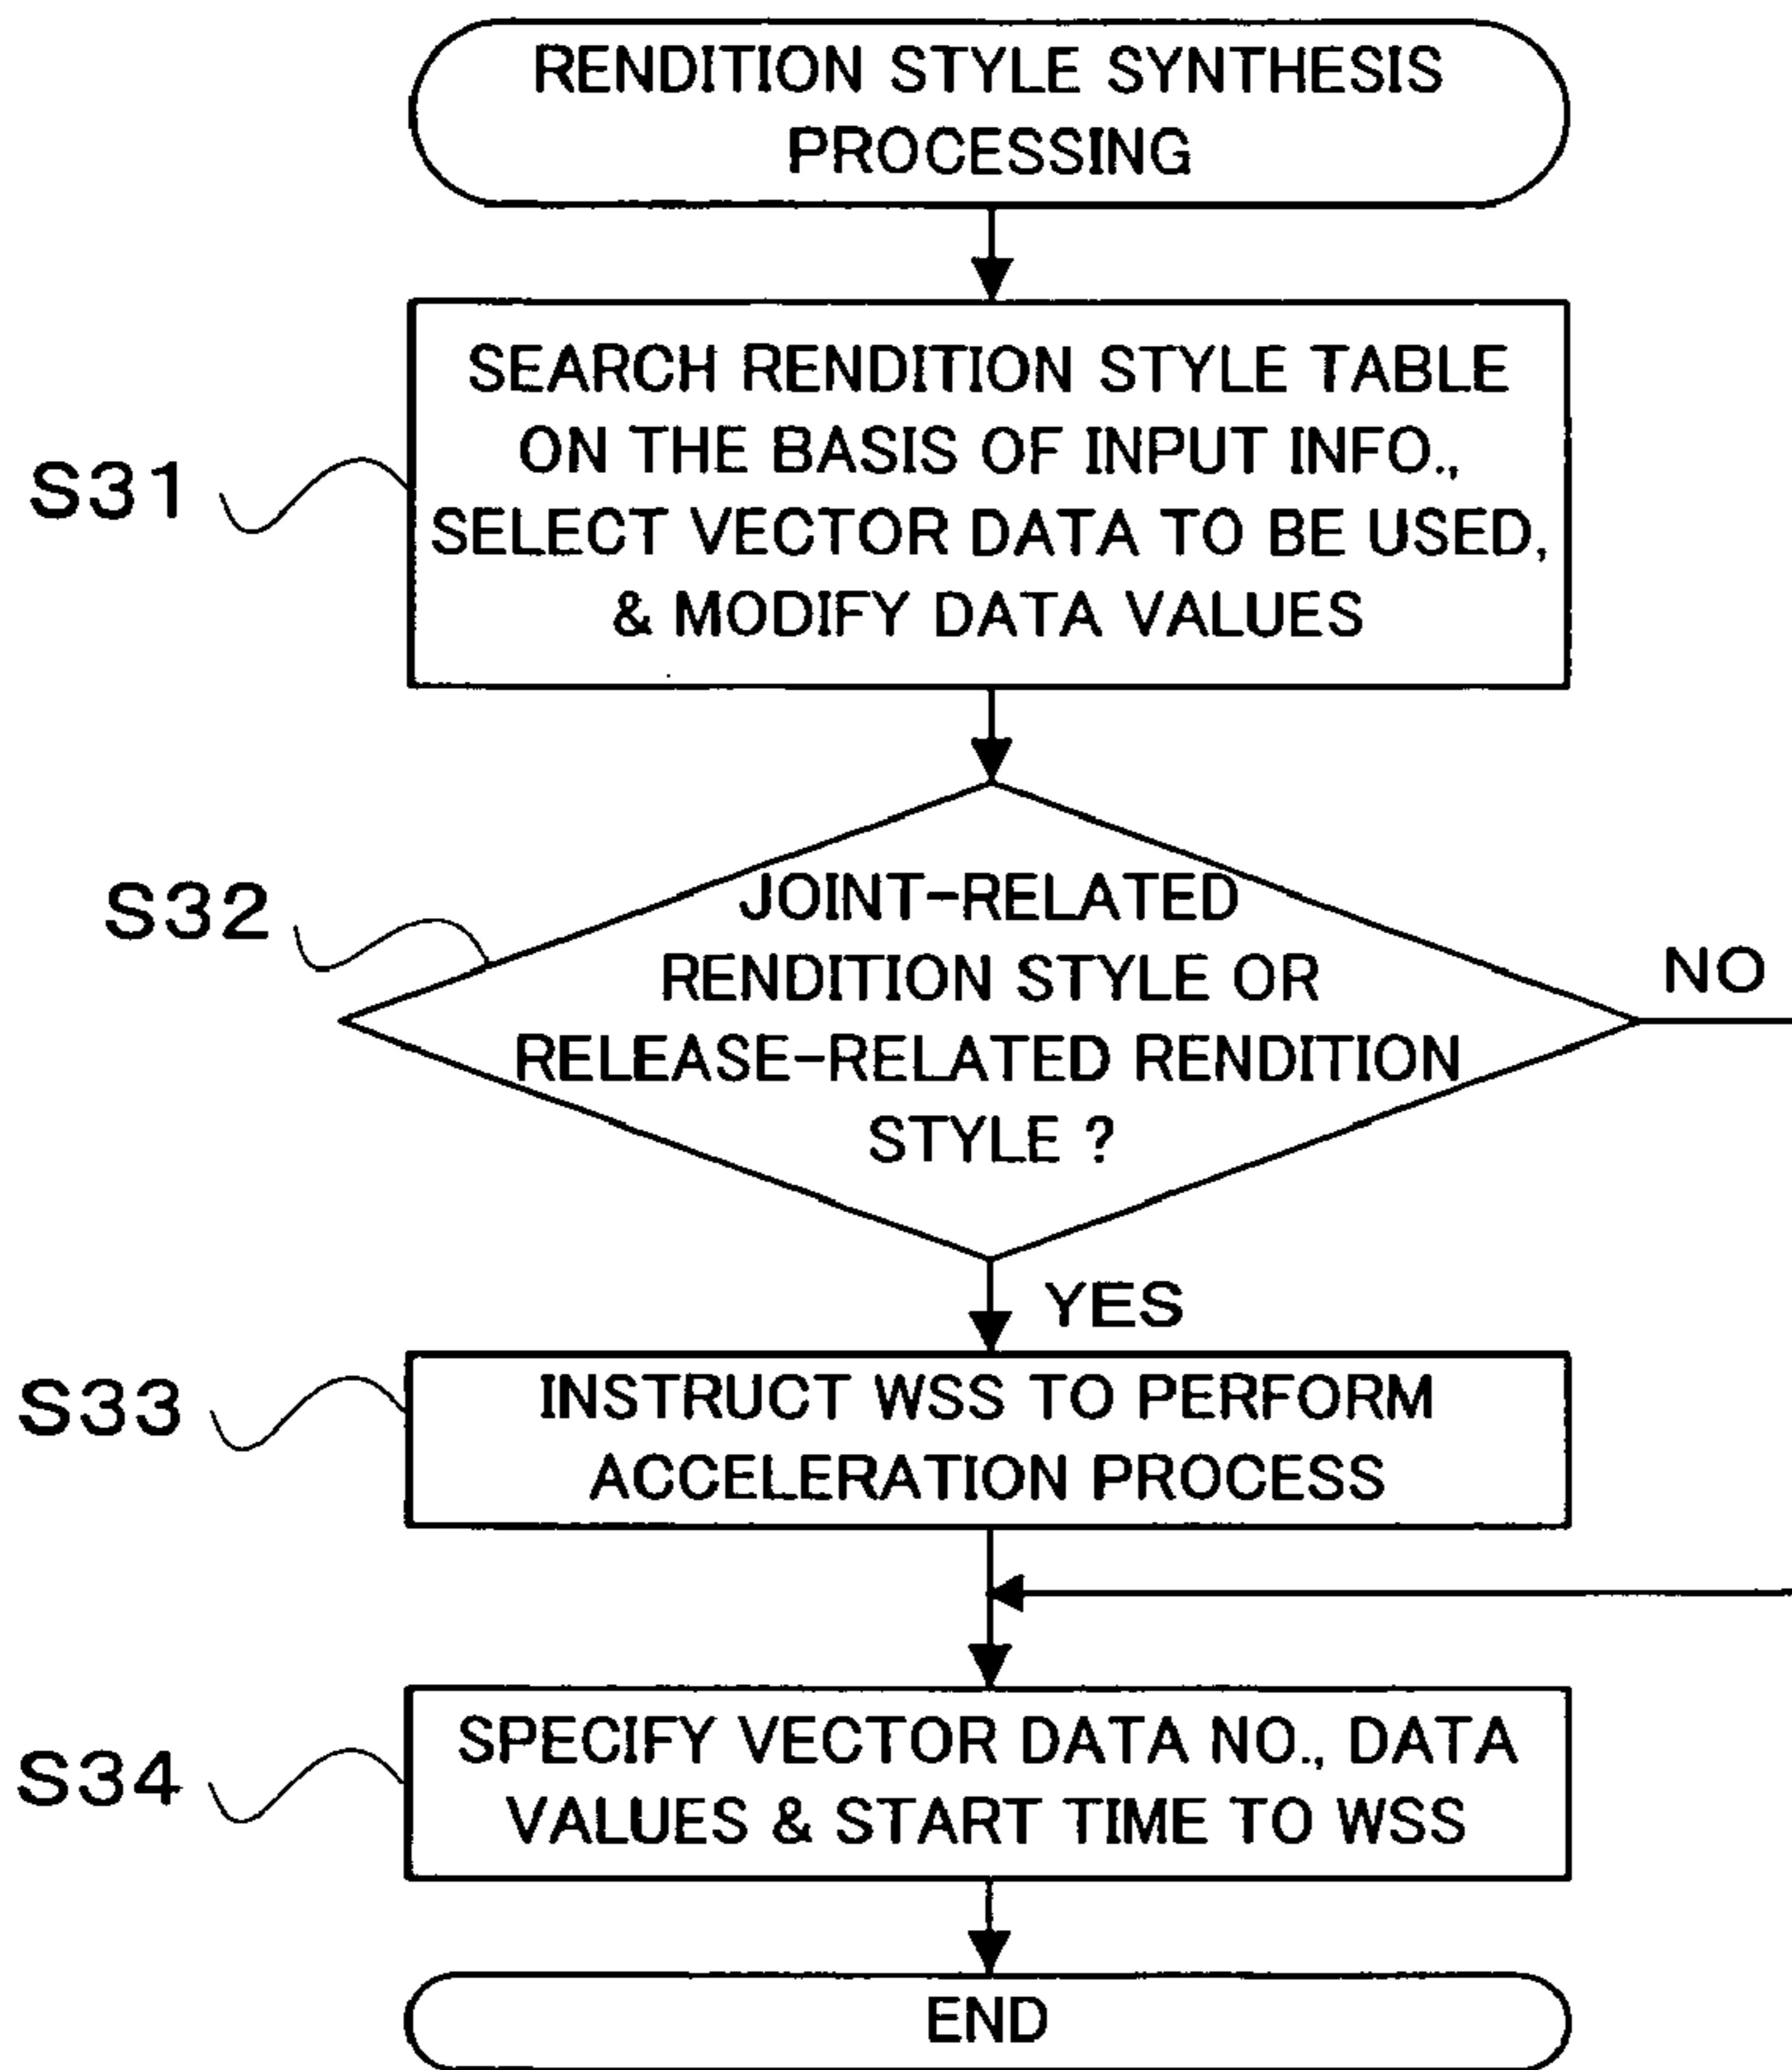 RENDITION STYLE SYNTHESIS
PROCESSING
S31
SEARCH RENDITION STYLE TABLE
ON THE BASIS OF INPUT INFO.,
SELECT VECTOR DATA TO BE USED,
& MODIFY DATA VALUES
S32
JOINT-RELATED
RENDITION STYLE OR
RELEASE-RELATED RENDITION
STYLE ?
NO
YES
S33
INSTRUCT WSS TO PERFORM
ACCELERATION PROCESS
S34
SPECIFY VECTOR DATA NO., DATA
VALUES & START TIME TO WSS
END